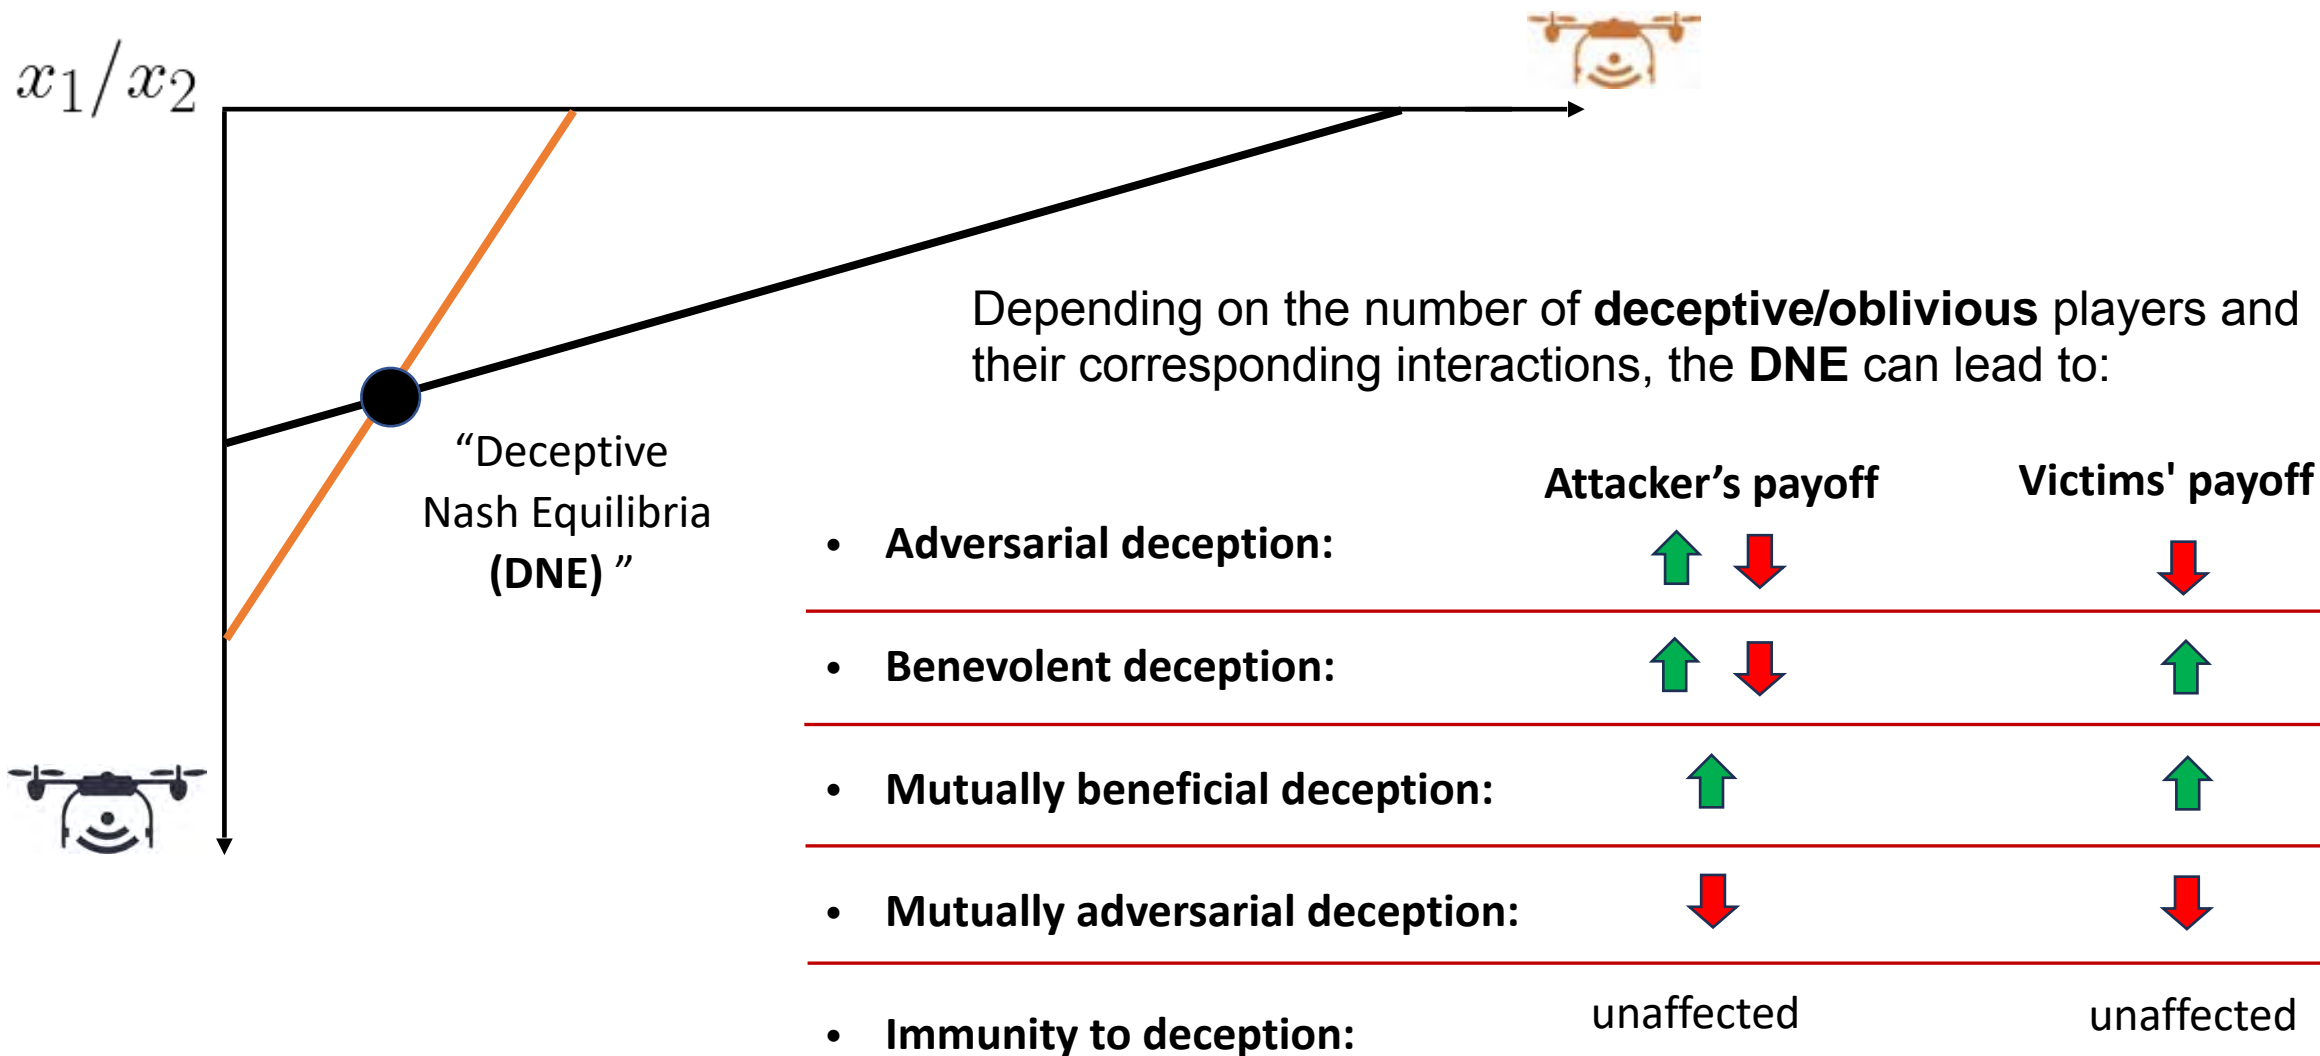 x1/x2
“Deceptive
Nash Equilibria
(DNE) ”
Depending on the number of deceptive/oblivious players and
their corresponding interactions, the DNE can lead to:
Attacker’s payoff Victims' payoff
• Adversarial deception:
• Benevolent deception:
• Mutually beneficial deception:
• Mutually adversarial deception:
• Immunity to deception: unaffected unaffected